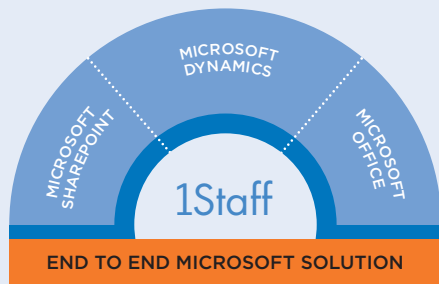 MICROSOFT
SHAREPOINT
MICROSOFT
DYNAMICS
MICROSOFT
OFFICE
1Staff
END TO END MICROSOFT SOLUTION